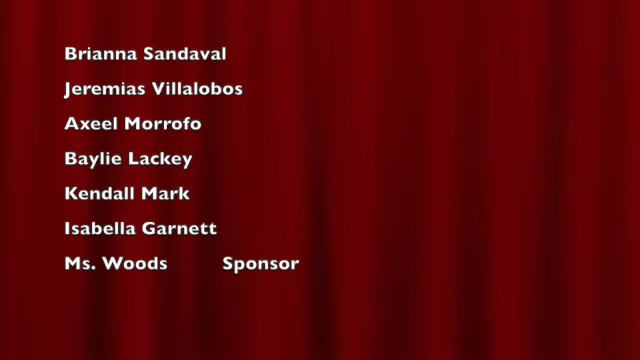 Brianna Sandaval
Jeremias Villalobos
Axeel Morrofo
Baylie Lackey
Kendall Mark
Isabella Garnett
Ms. Woods Sponsor